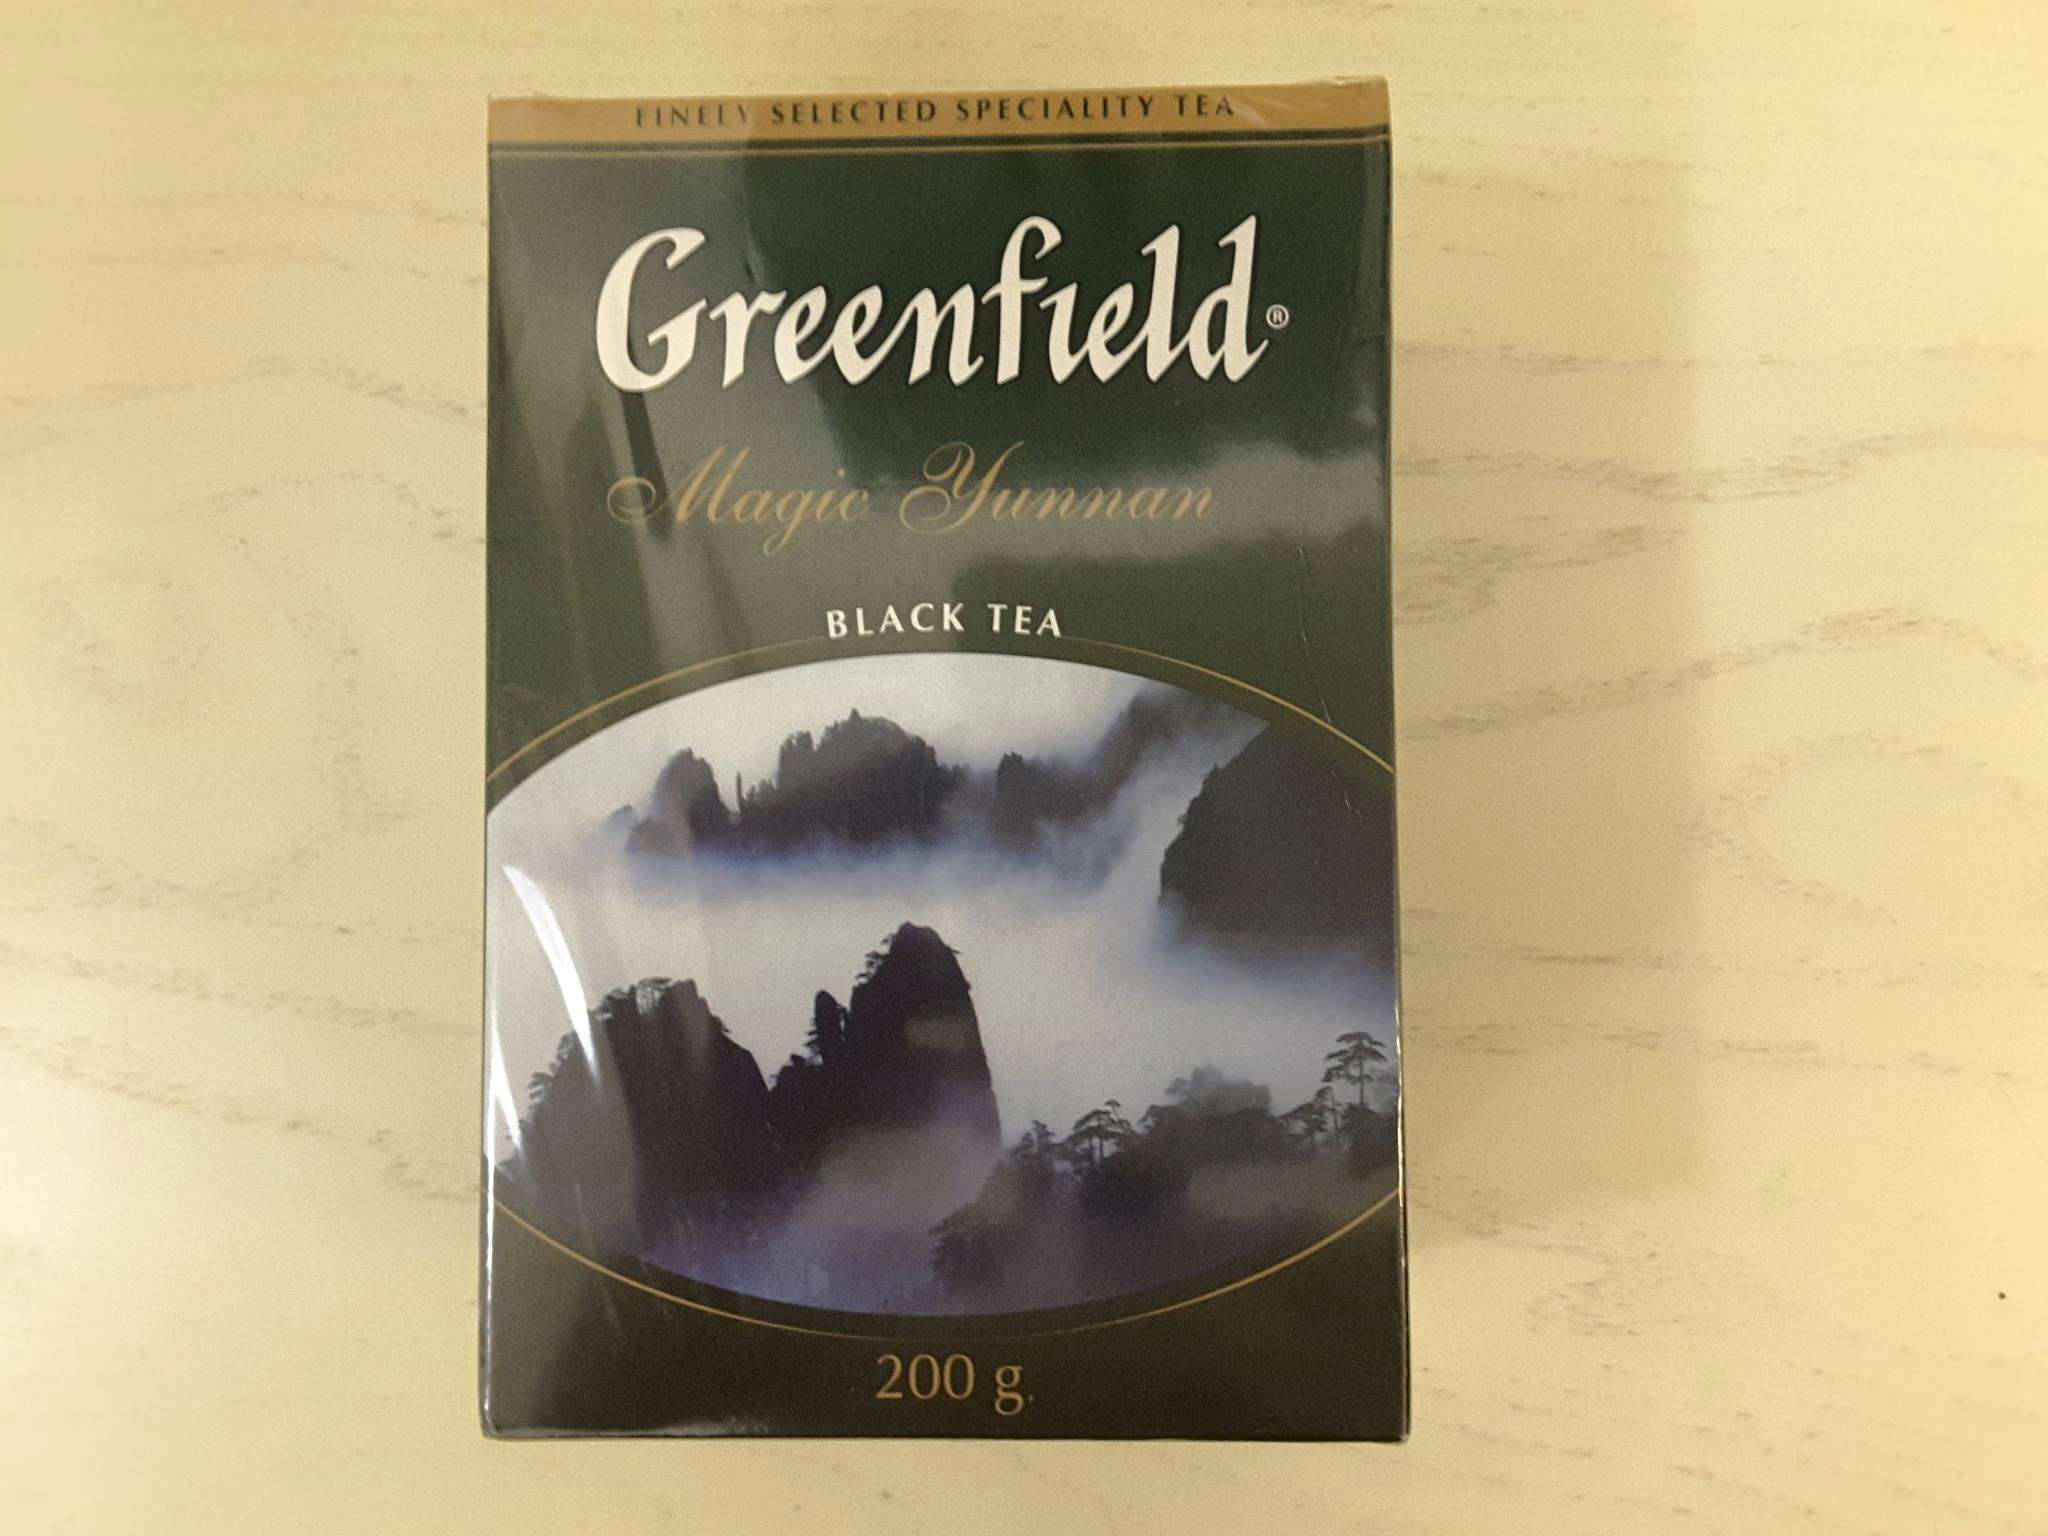 FINELY SELECTED SPECIALITY TEA
Greenfield®
Magic Yunnan
BLACK TEA
200 g.